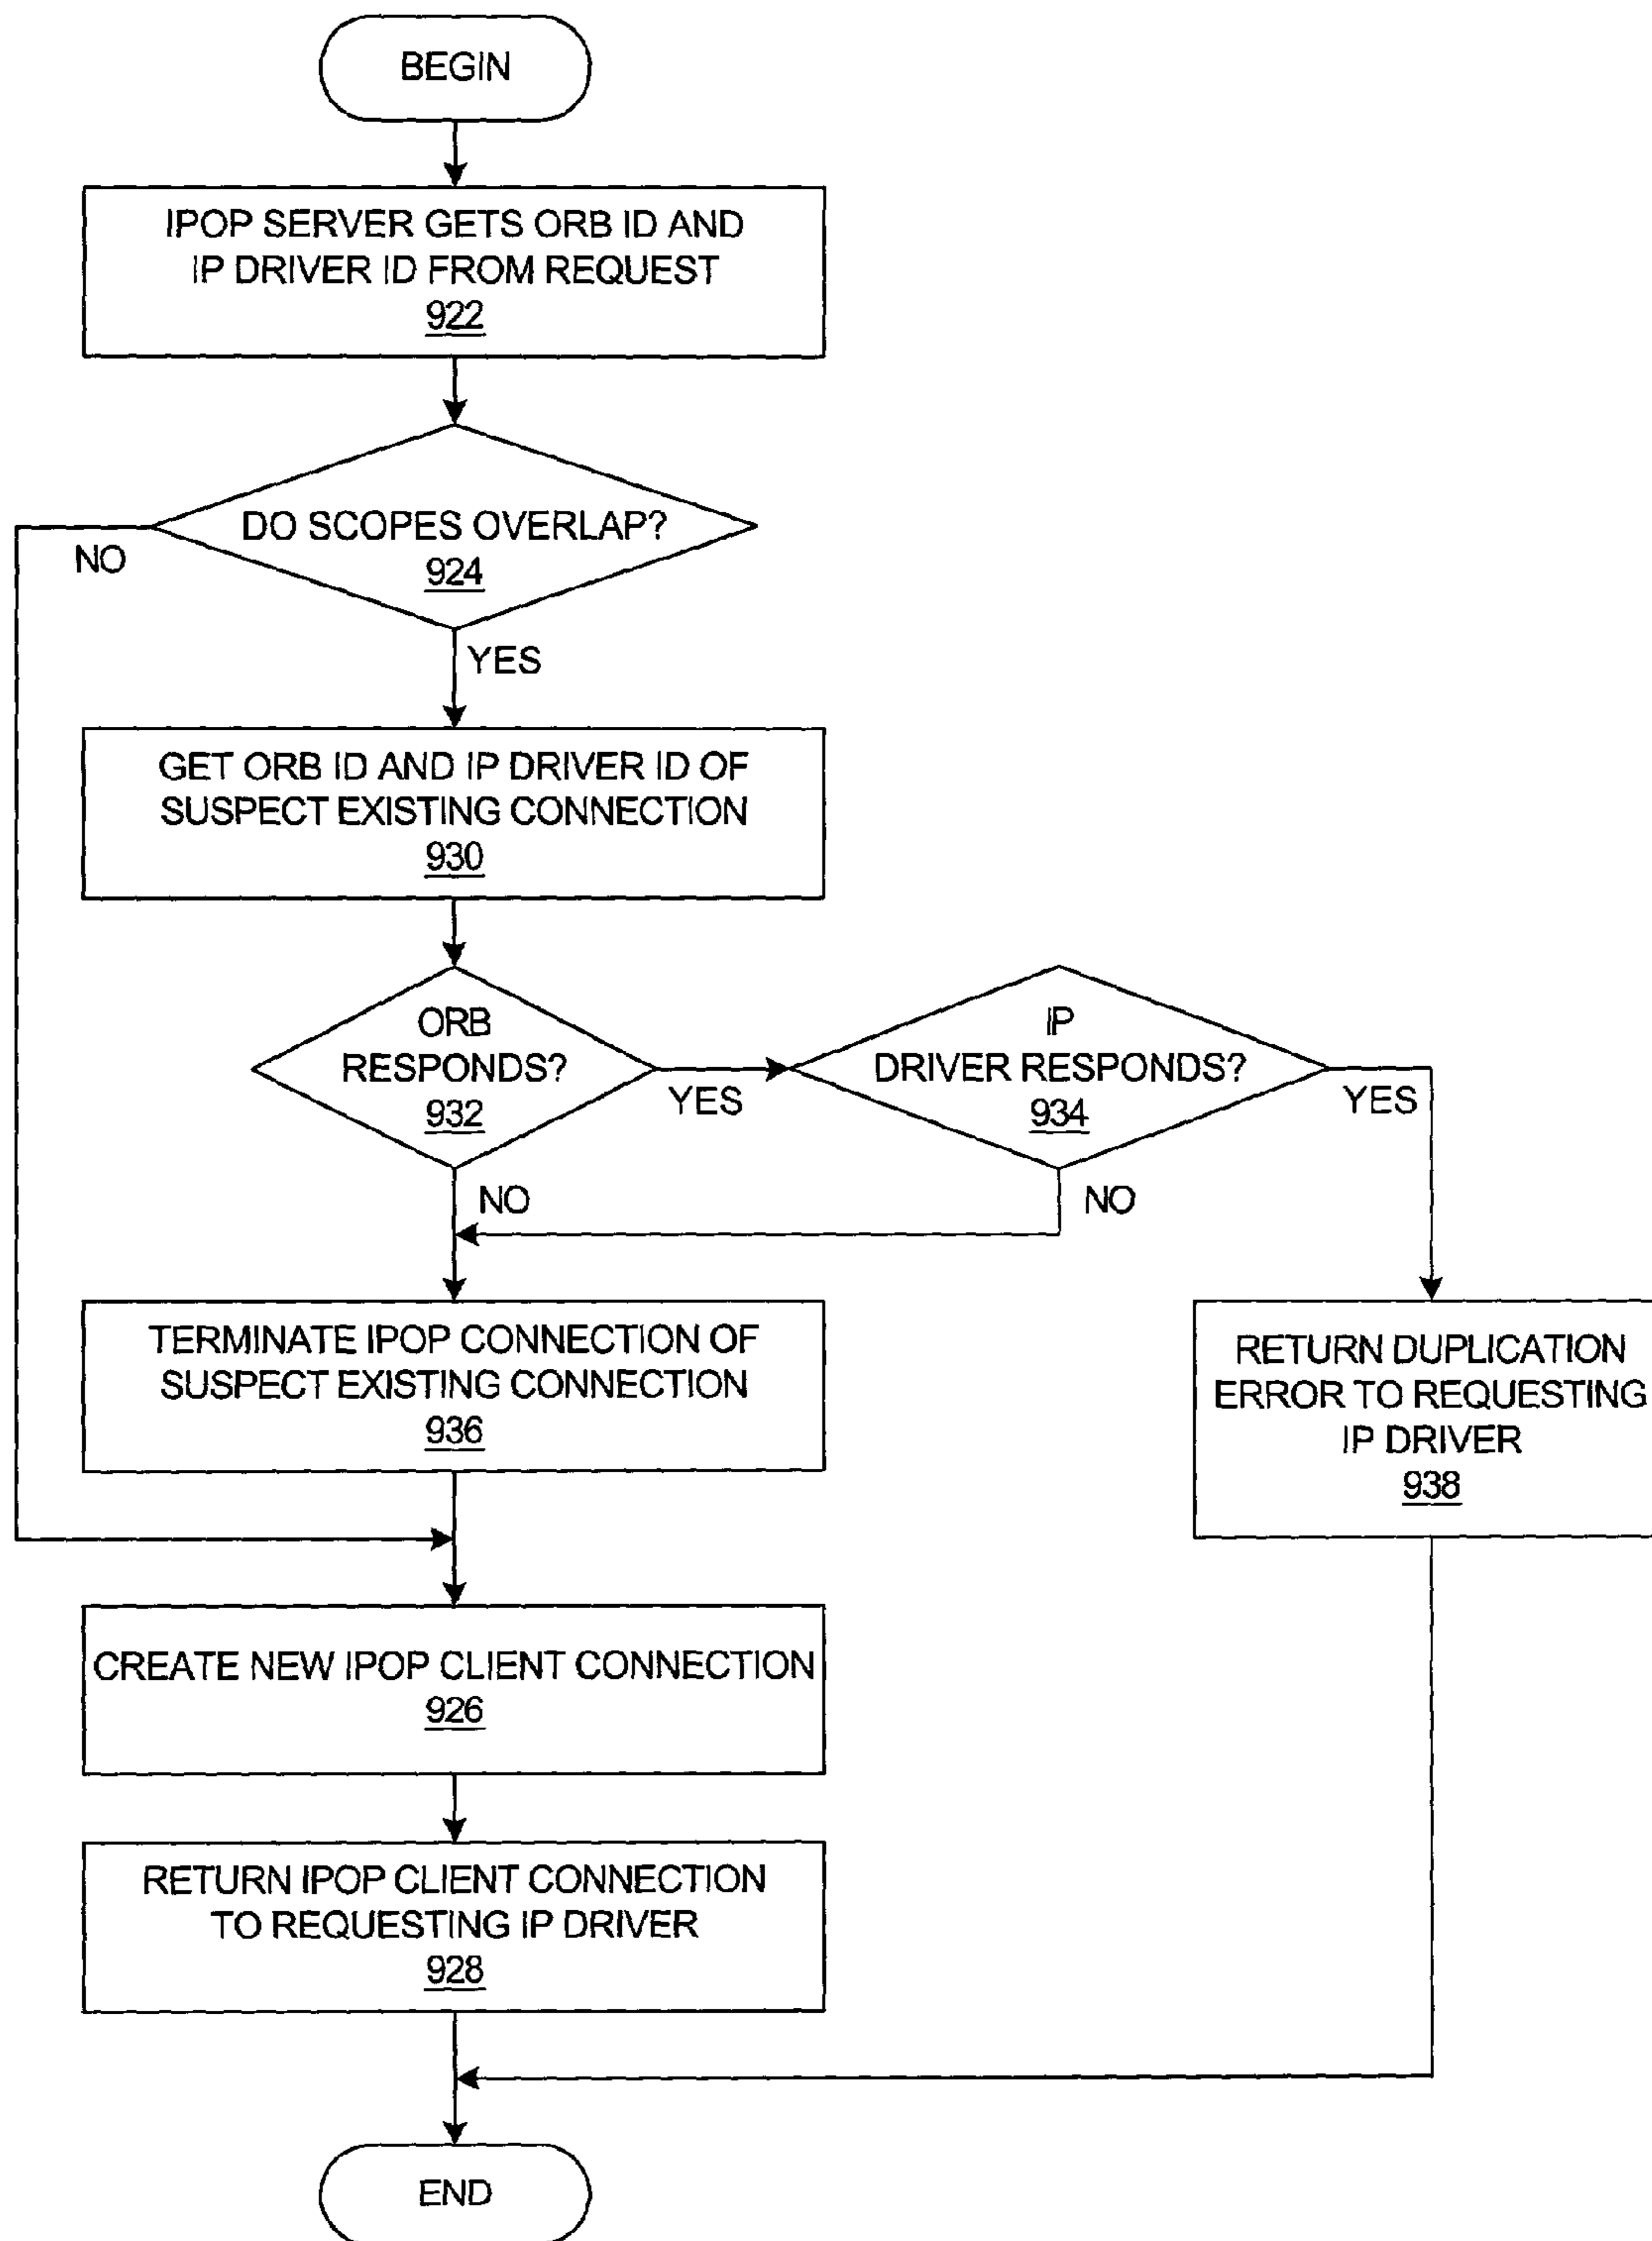 BEGIN
IPOP SERVER GETS ORB ID AND
IP DRIVER ID FROM REQUEST
922
DO SCOPES OVERLAP?
924
NO
YES
GET ORB ID AND IP DRIVER ID OF
SUSPECT EXISTING CONNECTION
930
ORB
RESPONDS?
932
YES
NO
IP
DRIVER RESPONDS?
934
YES
NO
TERMINATE IPOP CONNECTION OF
SUSPECT EXISTING CONNECTION
936
RETURN DUPLICATION
ERROR TO REQUESTING
IP DRIVER
938
CREATE NEW IPOP CLIENT CONNECTION
926
RETURN IPOP CLIENT CONNECTION
TO REQUESTING IP DRIVER
928
END